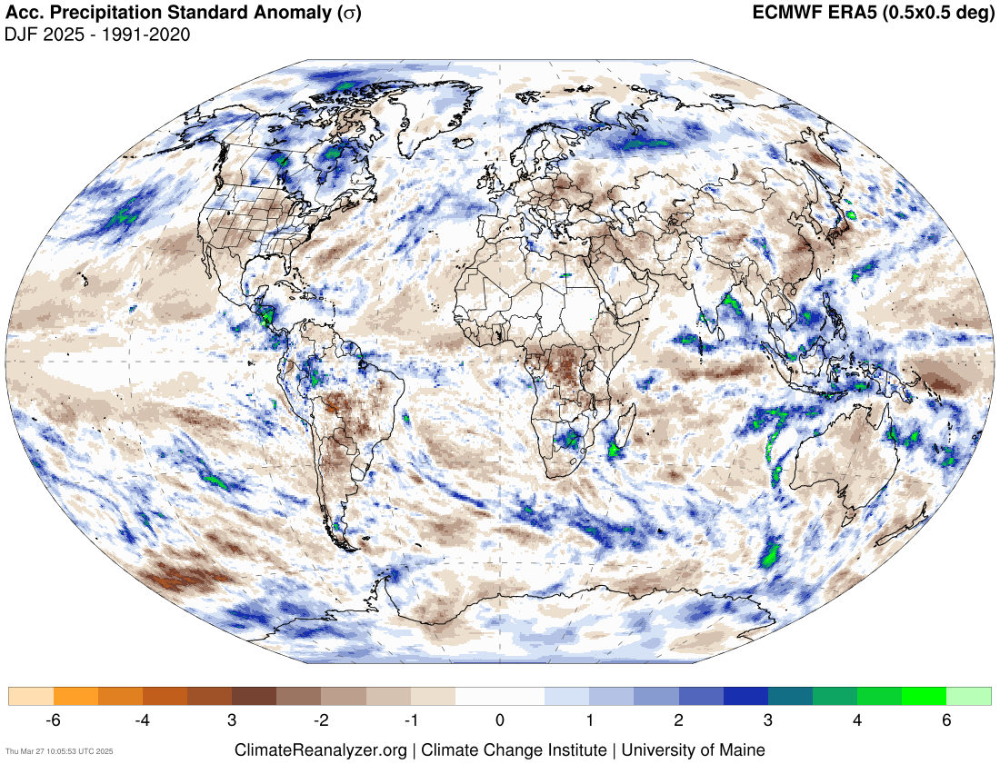 Acc. Precipitation Standard Anomaly (σ)
ECMWF ERA5 (0.5x0.5 deg)
DJF 2025 - 1991-2020
-6 -4 3 -2 -1 0 1 2 3 4 6
Thu Mar 27 10:05:53 UTC 2025
ClimateReanalyzer.org | Climate Change Institute | University of Maine